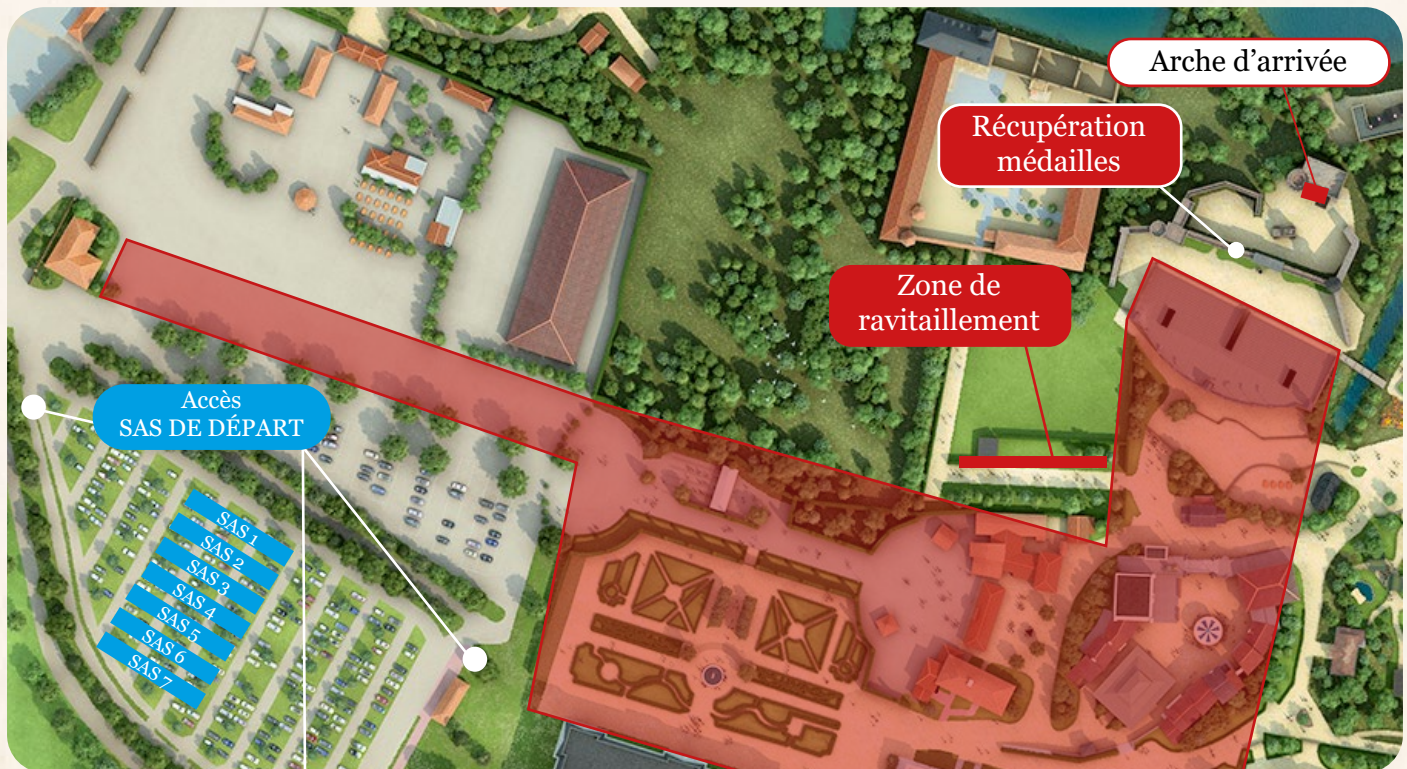 Arche d'arrivée
Récupération
médailles
Zone de
ravitaillement
Accès
SAS DE DÉPART
SAS 1
SAS 2
SAS 3
SAS 4
SAS 5
SAS 6
SAS 7